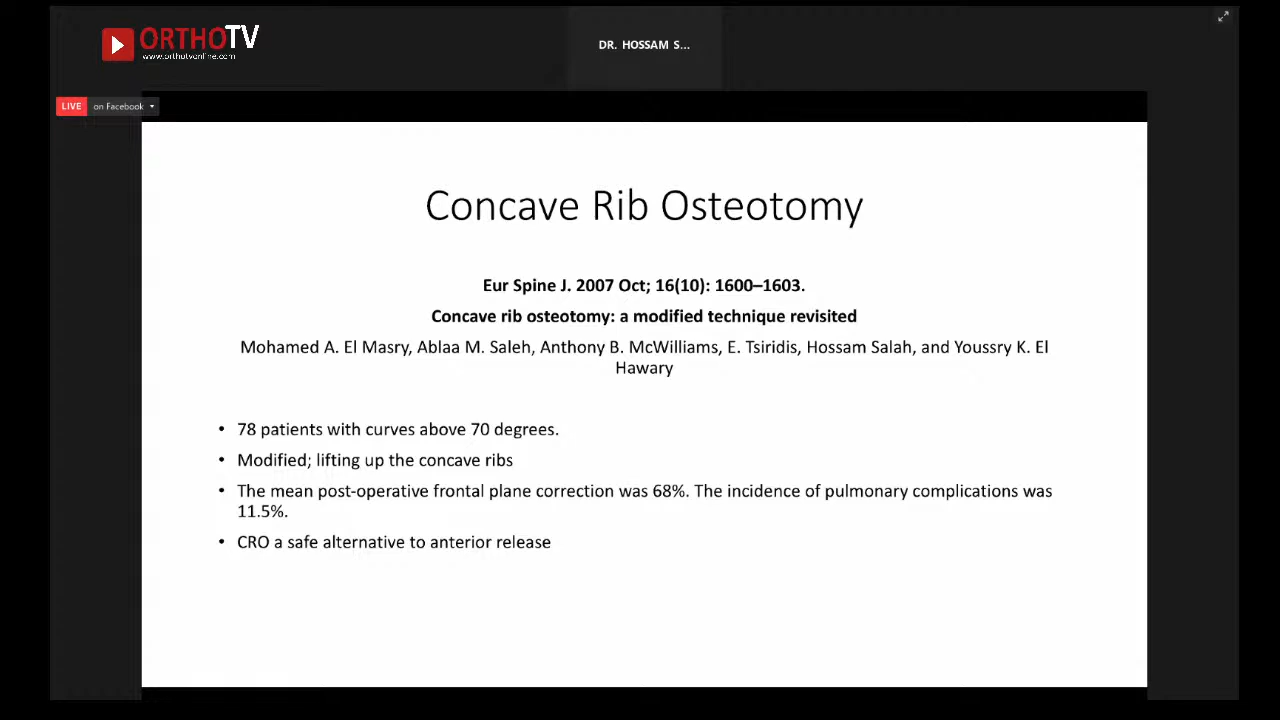 ORTHOTV
www.orthotvonline.com
DR. HOSSAM S...
LIVE on Facebook
Concave Rib Osteotomy
Eur Spine J. 2007 Oct; 16(10): 1600–1603.
Concave rib osteotomy: a modified technique revisited
Mohamed A. El Masry, Ablaa M. Saleh, Anthony B. McWilliams, E. Tsiridis, Hossam Salah, and Youssry K. El
Hawary
• 78 patients with curves above 70 degrees.
• Modified; lifting up the concave ribs
• The mean post-operative frontal plane correction was 68%. The incidence of pulmonary complications was
11.5%.
• CRO a safe alternative to anterior release